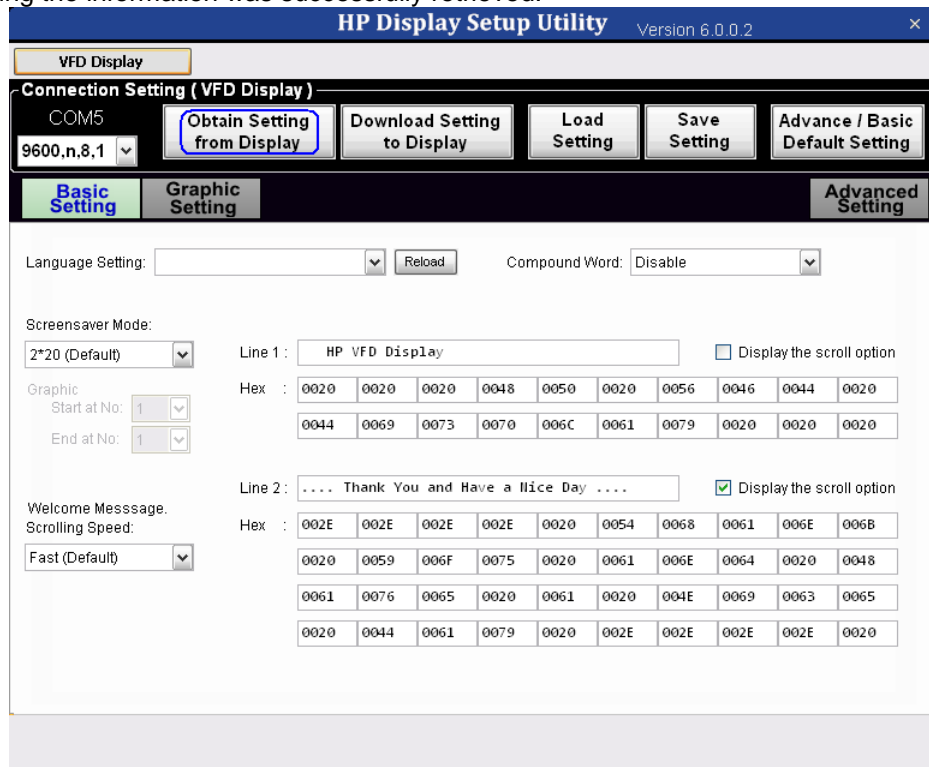 ng the information was successfully retrieved.
HP Display Setup Utility Version 6.0.0.2 ×
VFD Display
Connection Setting ( VFD Display )
COM5
9600,n,8,1
Obtain Setting
from Display
Download Setting
to Display
Load
Setting
Save
Setting
Advance / Basic
Default Setting
Basic
Setting
Graphic
Setting
Advanced
Setting
Language Setting: Reload Compound Word: Disable
Screensaver Mode:
2*20 (Default)
Graphic
Start at No: 1
End at No: 1
Line 1 : HP VFD Display Display the scroll option
Hex : 0020 0020 0020 0048 0050 0020 0056 0046 0044 0020
0044 0069 0073 0070 006C 0061 0079 0020 0020 0020
Line 2 : .... Thank You and Have a Nice Day .... Display the scroll option
Welcome Messsage.
Scrolling Speed:
Fast (Default)
Hex : 002E 002E 002E 002E 0020 0054 0068 0061 006E 006B
0020 0059 006F 0075 0020 0061 006E 0064 0020 0048
0061 0076 0065 0020 0061 0020 004E 0069 0063 0065
0020 0044 0061 0079 0020 002E 002E 002E 002E 0020